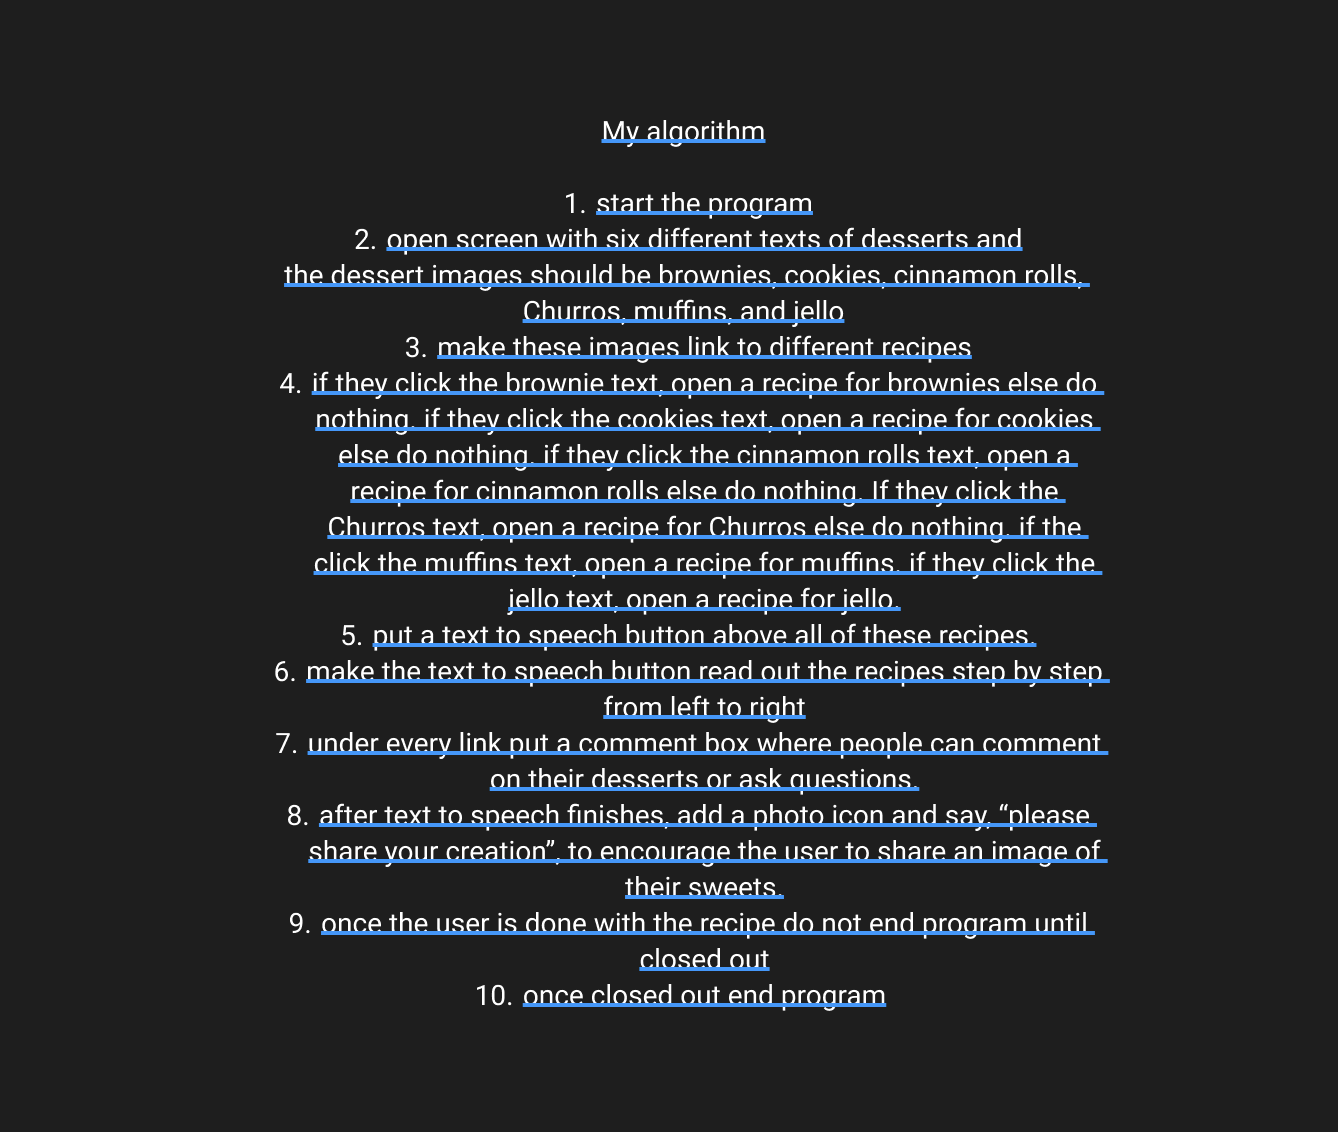 My algorithm
1. start the program
2. open screen with six different texts of desserts and
the dessert images should be brownies, cookies, cinnamon rolls,
Churros, muffins, and jello
3. make these images link to different recipes
4. if they click the brownie text, open a recipe for brownies else do
nothing. if they click the cookies text, open a recipe for cookies
else do nothing. if they click the cinnamon rolls text, open a
recipe for cinnamon rolls else do nothing. If they click the
Churros text, open a recipe for Churros else do nothing. if the
click the muffins text, open a recipe for muffins. if they click the
jello text, open a recipe for jello.
5. put a text to speech button above all of these recipes.
6. make the text to speech button read out the recipes step by step
from left to right
7. under every link put a comment box where people can comment
on their desserts or ask questions.
8. after text to speech finishes, add a photo icon and say, “please
share your creation”, to encourage the user to share an image of
their sweets.
9. once the user is done with the recipe do not end program until
closed out
10. once closed out end program